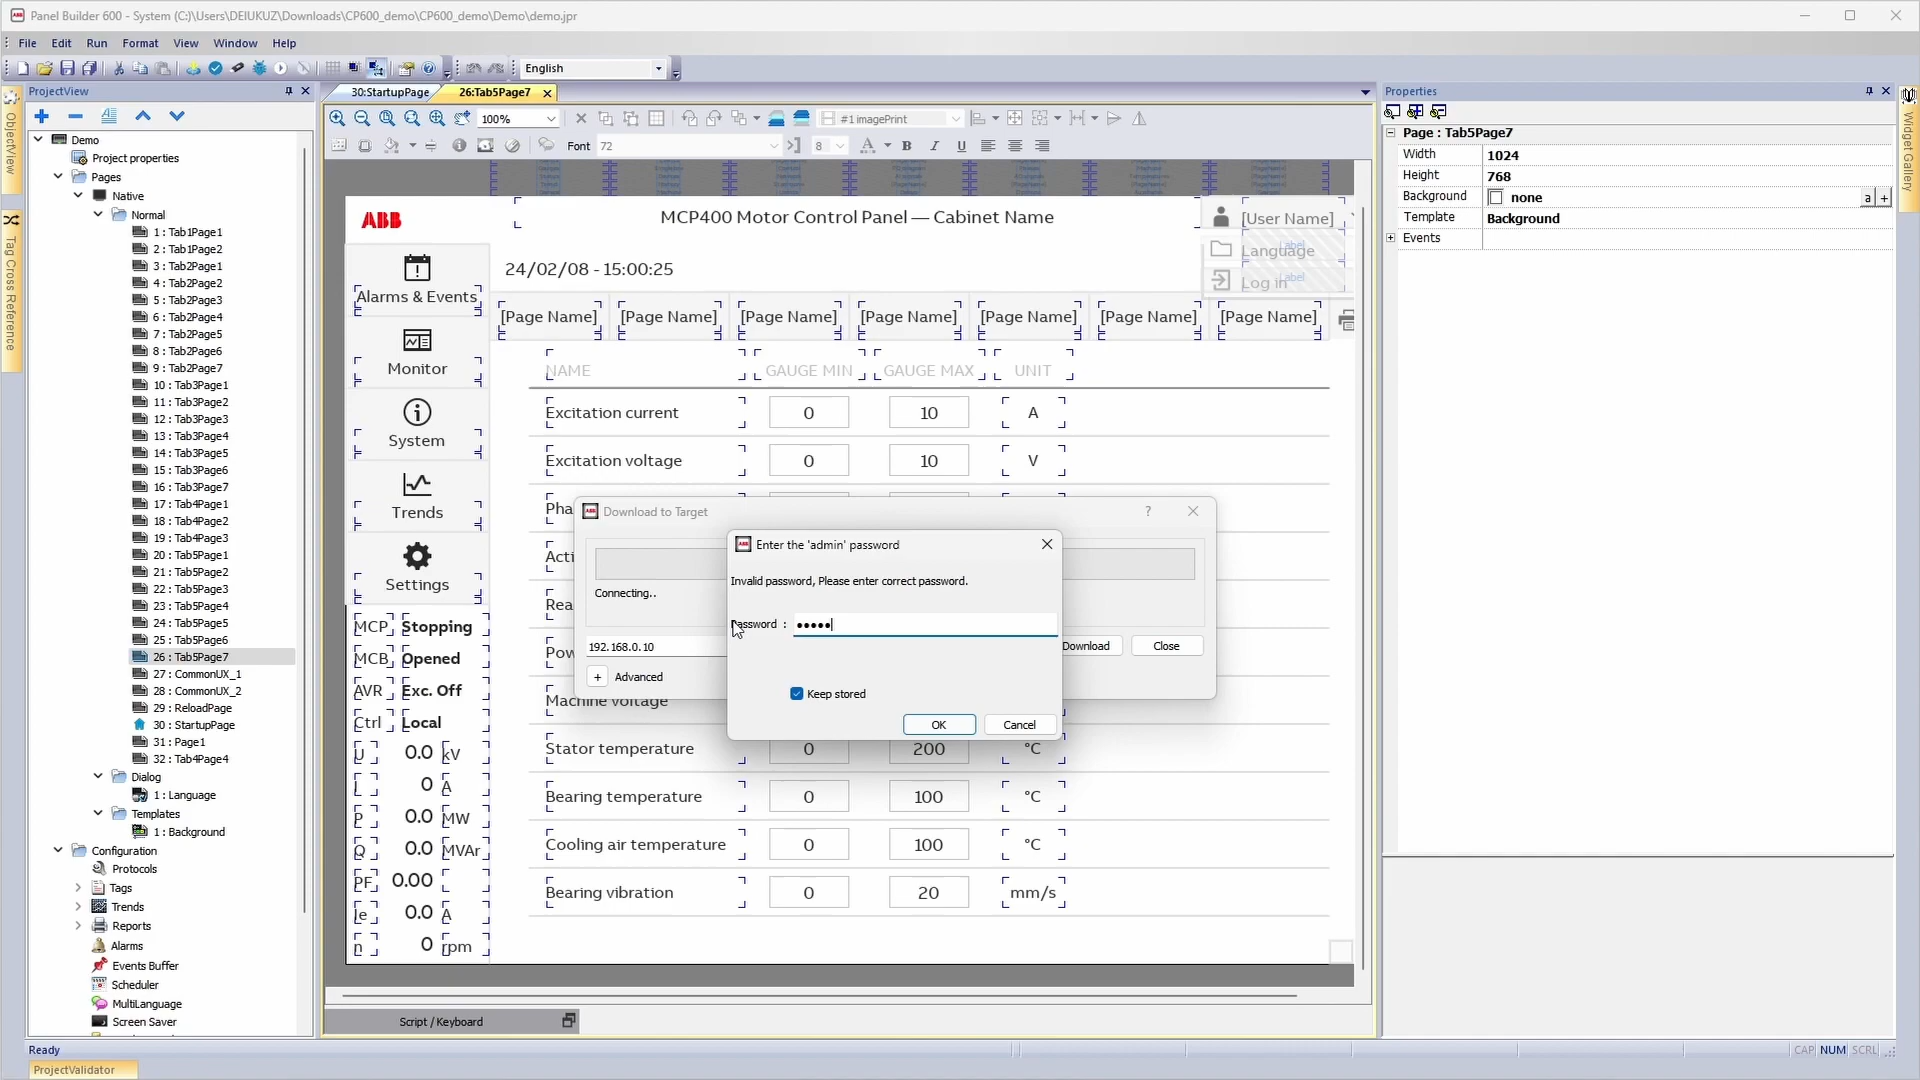 Panel Builder 600 - System (C:)\Users\DEIUKUZ\Downloads\CP600_demo\CP600_demo\Demo\demo.jpr
File Edit Run Format View Window Help
English
ProjectView
30:StartupPage 26:Tab5Page7
Properties
100%
#1 imagePrint
Font 72 8 A B I U
ObjectView
Tag Cross Reference
Widget Gallery
Demo
Project properties
Pages
Native
Normal
1 : Tab1Page1
2 : Tab1Page2
3 : Tab2Page1
4 : Tab2Page2
5 : Tab2Page3
6 : Tab2Page4
7 : Tab2Page5
8 : Tab2Page6
9 : Tab2Page7
10 : Tab3Page1
11 : Tab3Page2
12 : Tab3Page3
13 : Tab3Page4
14 : Tab3Page5
15 : Tab3Page6
16 : Tab3Page7
17 : Tab4Page1
18 : Tab4Page2
19 : Tab4Page3
20 : Tab5Page1
21 : Tab5Page2
22 : Tab5Page3
23 : Tab5Page4
24 : Tab5Page5
25 : Tab5Page6
26 : Tab5Page7
27 : CommonUX_1
28 : CommonUX_2
29 : ReloadPage
30 : StartupPage
31 : Page1
32 : Tab4Page4
Dialog
1 : Language
Templates
1 : Background
Configuration
Protocols
Tags
Trends
Reports
Alarms
Events Buffer
Scheduler
MultiLanguage
Screen Saver
ABB
MCP400 Motor Control Panel — Cabinet Name
[User Name]
Label
Language
Label
Log in
24/02/08 - 15:00:25
Alarms & Events
Monitor
System
Trends
Settings
[Page Name] [Page Name] [Page Name] [Page Name] [Page Name] [Page Name] [Page Name]
NAME GAUGE MIN GAUGE MAX UNIT
Excitation current 0 10 A
Excitation voltage 0 10 V
Pha
Acti
Rea
Pow
Machine voltage
Stator temperature 0 200 °C
Bearing temperature 0 100 °C
Cooling air temperature 0 100 °C
Bearing vibration 0 20 mm/s
MCP Stopping
MCB Opened
AVR Exc. Off
Ctrl Local
U 0.0 kV
I 0 A
P 0.0 MW
Q 0.0 MVAr
PF 0.00
Ie 0.0 A
n 0 rpm
Download to Target
Connecting..
192.168.0.10
Download Close
Advanced
Enter the 'admin' password
Invalid password, Please enter correct password.
Password : •••••
Keep stored
OK Cancel
Page : Tab5Page7
Width 1024
Height 768
Background none a +
Template Background
Events
Script / Keyboard
Ready
CAP NUM SCRL
ProjectValidator